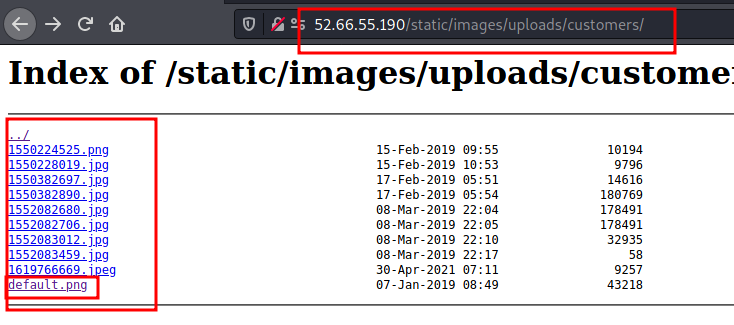 52.66.55.190/static/images/uploads/customers/
Index of /static/images/uploads/custome
../
1550224525.png 15-Feb-2019 09:55 10194
1550228019.jpg 15-Feb-2019 10:53 9796
1550382697.jpg 17-Feb-2019 05:51 14616
1550382890.jpg 17-Feb-2019 05:54 180769
1552082680.jpg 08-Mar-2019 22:04 178491
1552082706.jpg 08-Mar-2019 22:05 178491
1552083012.jpg 08-Mar-2019 22:10 32935
1552083459.jpg 08-Mar-2019 22:17 58
1619766669.jpeg 30-Apr-2021 07:11 9257
default.png 07-Jan-2019 08:49 43218